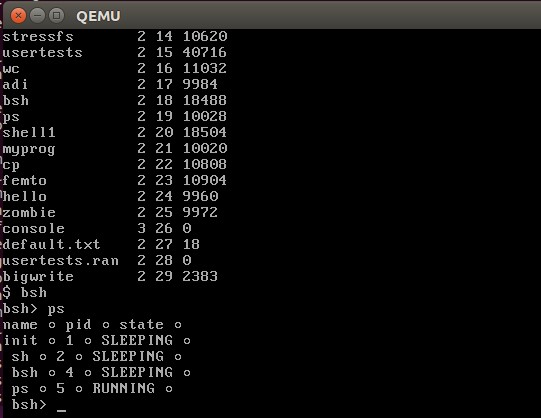 QEMU
stressfs 2 14 10620
usertests 2 15 40716
wc 2 16 11032
adi 2 17 9984
bsh 2 18 18488
ps 2 19 10028
shell1 2 20 18504
myprog 2 21 10020
cp 2 22 10808
femto 2 23 10904
hello 2 24 9960
zombie 2 25 9972
console 3 26 0
default.txt 2 27 18
usertests.ran 2 28 0
bigwrite 2 29 2383
$ bsh
bsh> ps
name ○ pid ○ state ○
init ○ 1 ○ SLEEPING ○
sh ○ 2 ○ SLEEPING ○
bsh ○ 4 ○ SLEEPING ○
ps ○ 5 ○ RUNNING ○
bsh> _